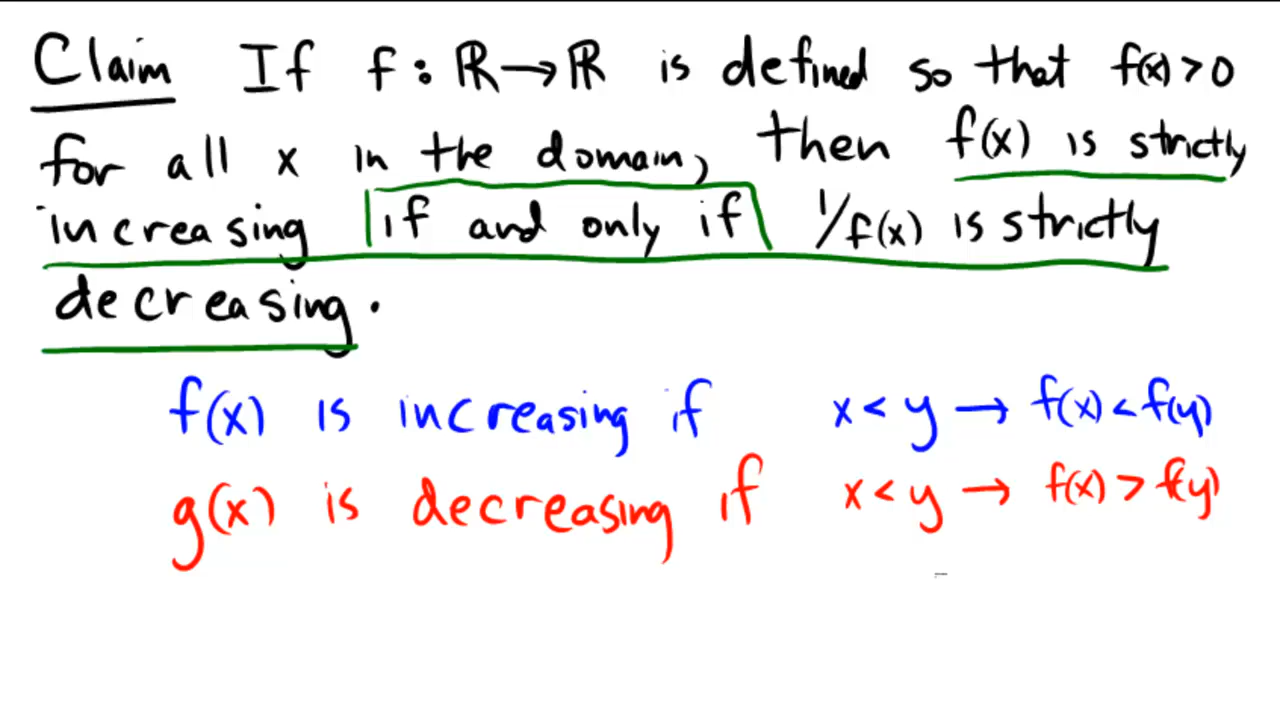 Claim If f: ℝ→ℝ is defined so that f(x) > 0
for all x in the domain, then f(x) is strictly
increasing if and only if 1/f(x) is strictly
decreasing.
f(x) is increasing if x < y → f(x) < f(y)
g(x) is decreasing if x < y → f(x) > f(y)